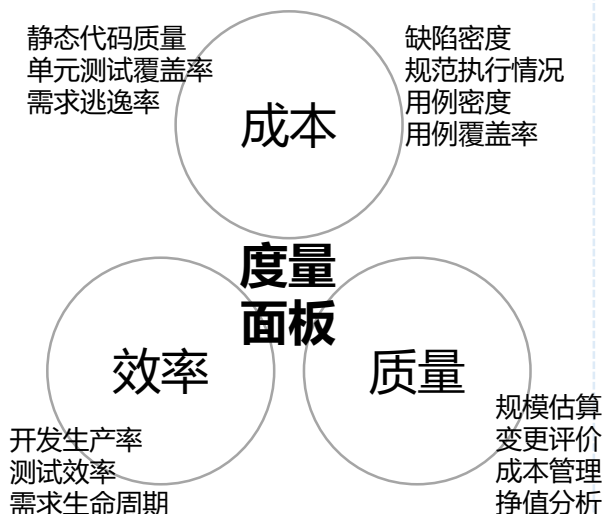 静态代码质量
单元测试覆盖率
需求逃逸率
缺陷密度
规范执行情况
用例密度
用例覆盖率
成本
度量
面板
效率
质量
开发生产率
测试效率
需求生命周期
规模估算
变更评价
成本管理
挣值分析